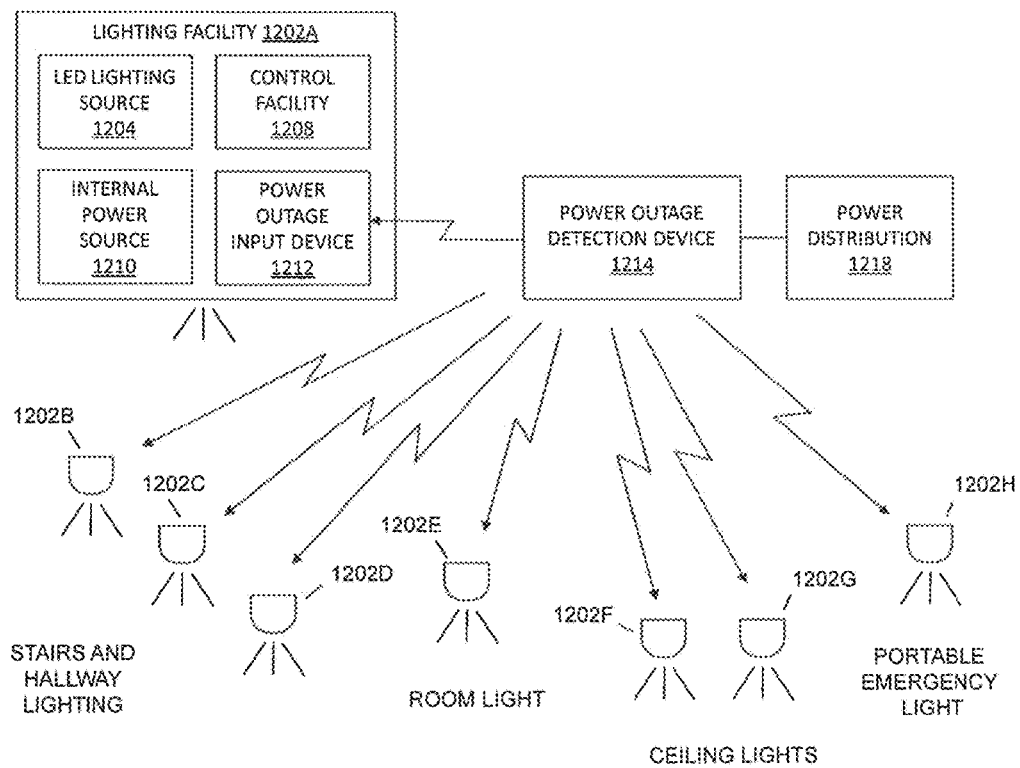 LIGHTING FACILITY 1202A
LED LIGHTING
SOURCE
1204
CONTROL
FACILITY
1208
INTERNAL
POWER
SOURCE
1210
POWER
OUTAGE
INPUT DEVICE
1212
POWER OUTAGE
DETECTION DEVICE
1214
POWER
DISTRIBUTION
1218
1202B
1202C
1202D
1202E
1202F
1202G
1202H
STAIRS AND
HALLWAY
LIGHTING
ROOM LIGHT
CEILING LIGHTS
PORTABLE
EMERGENCY
LIGHT